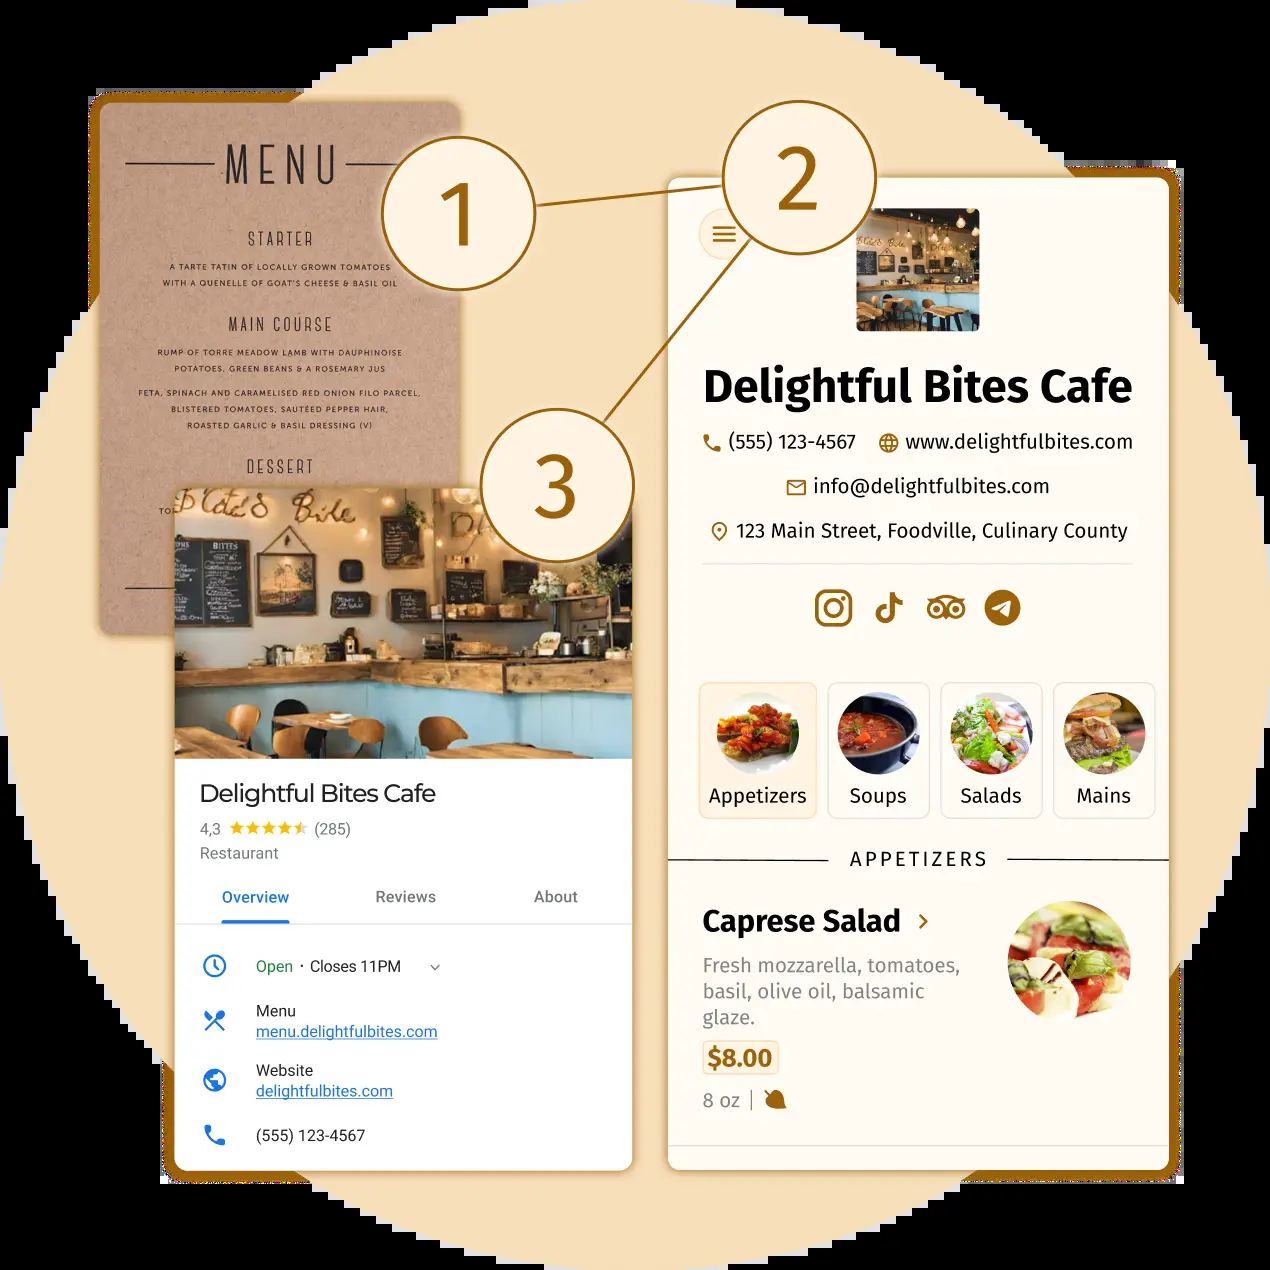 MENU
STARTER
A TARTE TATIN OF LOCALLY GROWN TOMATOES
WITH A QUENELLE OF GOAT'S CHEESE & BASIL OIL
MAIN COURSE
RUMP OF TORRE MEADOW LAMB WITH DAUPHINOISE
POTATOES, GREEN BEANS & A ROSEMARY JUS
FETA, SPINACH AND CARAMELISED RED ONION FILO PARCEL,
BLISTERED TOMATOES, SAUTÉED PEPPER HAIR,
ROASTED GARLIC & BASIL DRESSING (V)
DESSERT
1
2
3
Delightful Bites Cafe
4,3 (285)
Restaurant
Overview Reviews About
Open · Closes 11PM
Menu
menu.delightfulbites.com
Website
delightfulbites.com
(555) 123-4567
Delightful Bites Cafe
(555) 123-4567 www.delightfulbites.com
info@delightfulbites.com
123 Main Street, Foodville, Culinary County
Appetizers Soups Salads Mains
APPETIZERS
Caprese Salad
Fresh mozzarella, tomatoes,
basil, olive oil, balsamic
glaze.
$8.00
8 oz |